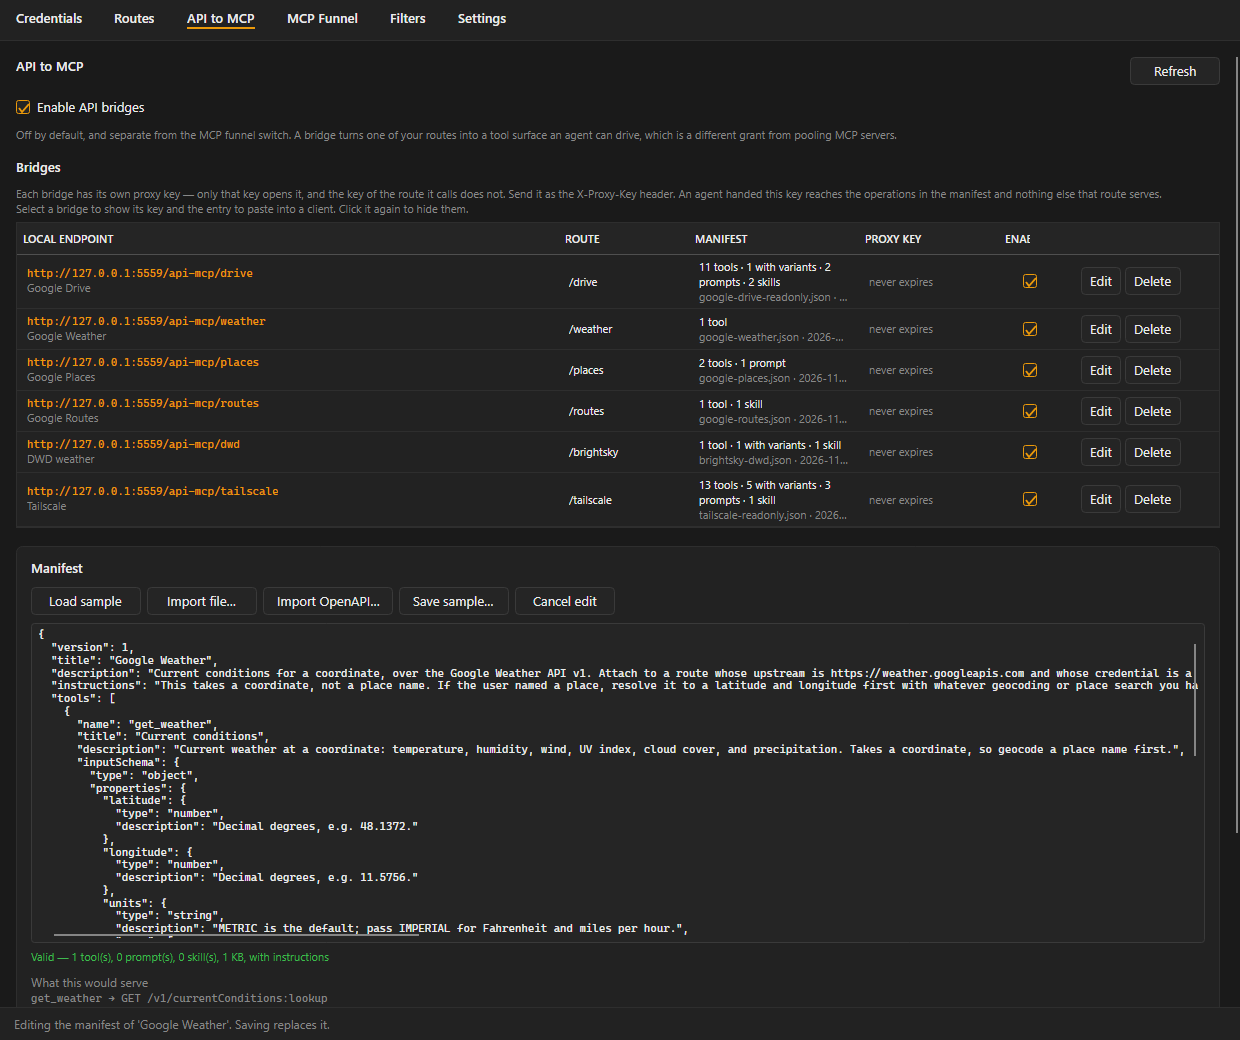 Credentials Routes API to MCP MCP Funnel Filters Settings
API to MCP
Refresh
Enable API bridges
Off by default, and separate from the MCP funnel switch. A bridge turns one of your routes into a tool surface an agent can drive, which is a different grant from pooling MCP servers.
Bridges
Each bridge has its own proxy key — only that key opens it, and the key of the route it calls does not. Send it as the X-Proxy-Key header. An agent handed this key reaches the operations in the manifest and nothing else that route serves.
Select a bridge to show its key and the entry to paste into a client. Click it again to hide them.
LOCAL ENDPOINT ROUTE MANIFEST PROXY KEY ENAE
http://127.0.0.1:5559/api-mcp/drive
Google Drive
/drive
11 tools · 1 with variants · 2
prompts · 2 skills
google-drive-readonly.json · ...
never expires
Edit Delete
http://127.0.0.1:5559/api-mcp/weather
Google Weather
/weather
1 tool
google-weather.json · 2026-...
never expires
Edit Delete
http://127.0.0.1:5559/api-mcp/places
Google Places
/places
2 tools · 1 prompt
google-places.json · 2026-11...
never expires
Edit Delete
http://127.0.0.1:5559/api-mcp/routes
Google Routes
/routes
1 tool · 1 skill
google-routes.json · 2026-11...
never expires
Edit Delete
http://127.0.0.1:5559/api-mcp/dwd
DWD weather
/brightsky
1 tool · 1 with variants · 1 skill
brightsky-dwd.json · 2026-11...
never expires
Edit Delete
http://127.0.0.1:5559/api-mcp/tailscale
Tailscale
/tailscale
13 tools · 5 with variants · 3
prompts · 1 skill
tailscale-readonly.json · 2026...
never expires
Edit Delete
Manifest
Load sample Import file... Import OpenAPI... Save sample... Cancel edit
{
"version": 1,
"title": "Google Weather",
"description": "Current conditions for a coordinate, over the Google Weather API v1. Attach to a route whose upstream is https://weather.googleapis.com and whose credential is a
"instructions": "This takes a coordinate, not a place name. If the user named a place, resolve it to a latitude and longitude first with whatever geocoding or place search you ha
"tools": [
{
"name": "get_weather",
"title": "Current conditions",
"description": "Current weather at a coordinate: temperature, humidity, wind, UV index, cloud cover, and precipitation. Takes a coordinate, so geocode a place name first.",
"inputSchema": {
"type": "object",
"properties": {
"latitude": {
"type": "number",
"description": "Decimal degrees, e.g. 48.1372."
},
"longitude": {
"type": "number",
"description": "Decimal degrees, e.g. 11.5756."
},
"units": {
"type": "string",
"description": "METRIC is the default; pass IMPERIAL for Fahrenheit and miles per hour.",
Valid — 1 tool(s), 0 prompt(s), 0 skill(s), 1 KB, with instructions
What this would serve
get_weather → GET /v1/currentConditions:lookup
Editing the manifest of 'Google Weather'. Saving replaces it.